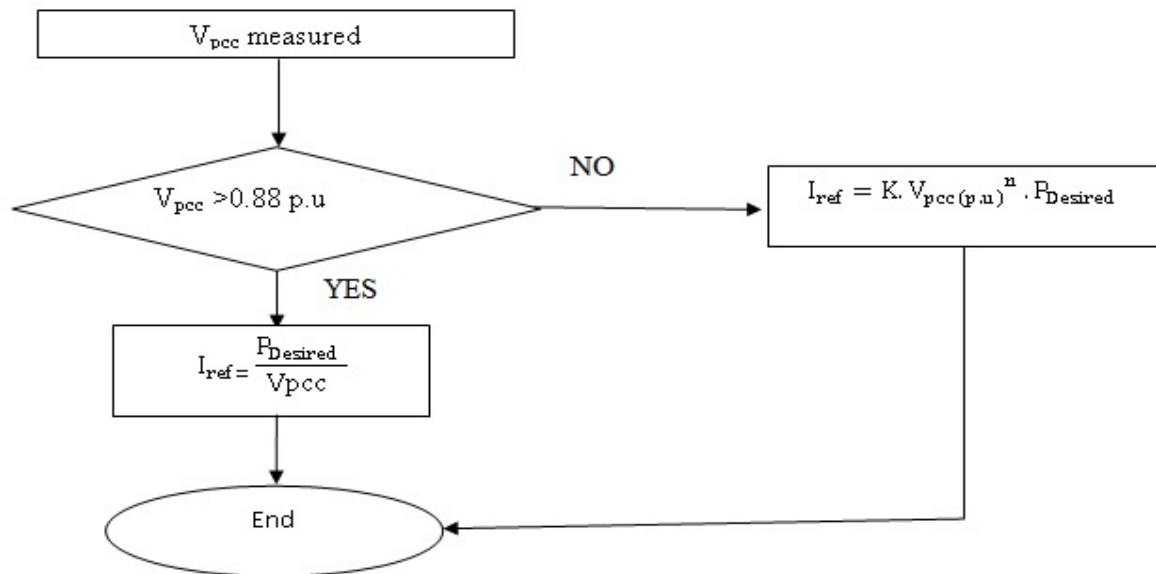 V_pcc measured
V_pcc >0.88 p.u
NO
I_ref = K. V_pcc(p.u)^n . P_Desired
YES
I_ref = P_Desired / Vpcc
End